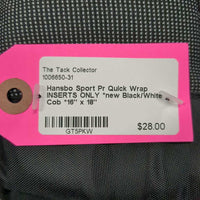 The Tack Collector
1006650-31
Hansbo Sport Pr Quick Wrap
INSERTS ONLY *new Black/White
Cob *16" x 18"
GT5PKW
$28.00